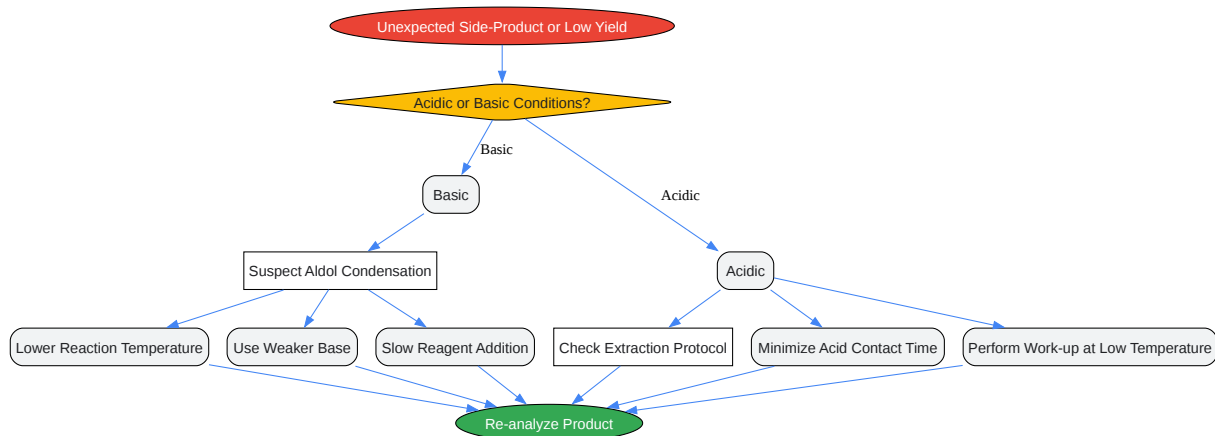 Unexpected Side-Product or Low Yield
Acidic or Basic Conditions?
Basic
Basic
Acidic
Suspect Aldol Condensation
Acidic
Lower Reaction Temperature
Use Weaker Base
Slow Reagent Addition
Check Extraction Protocol
Minimize Acid Contact Time
Perform Work-up at Low Temperature
Re-analyze Product